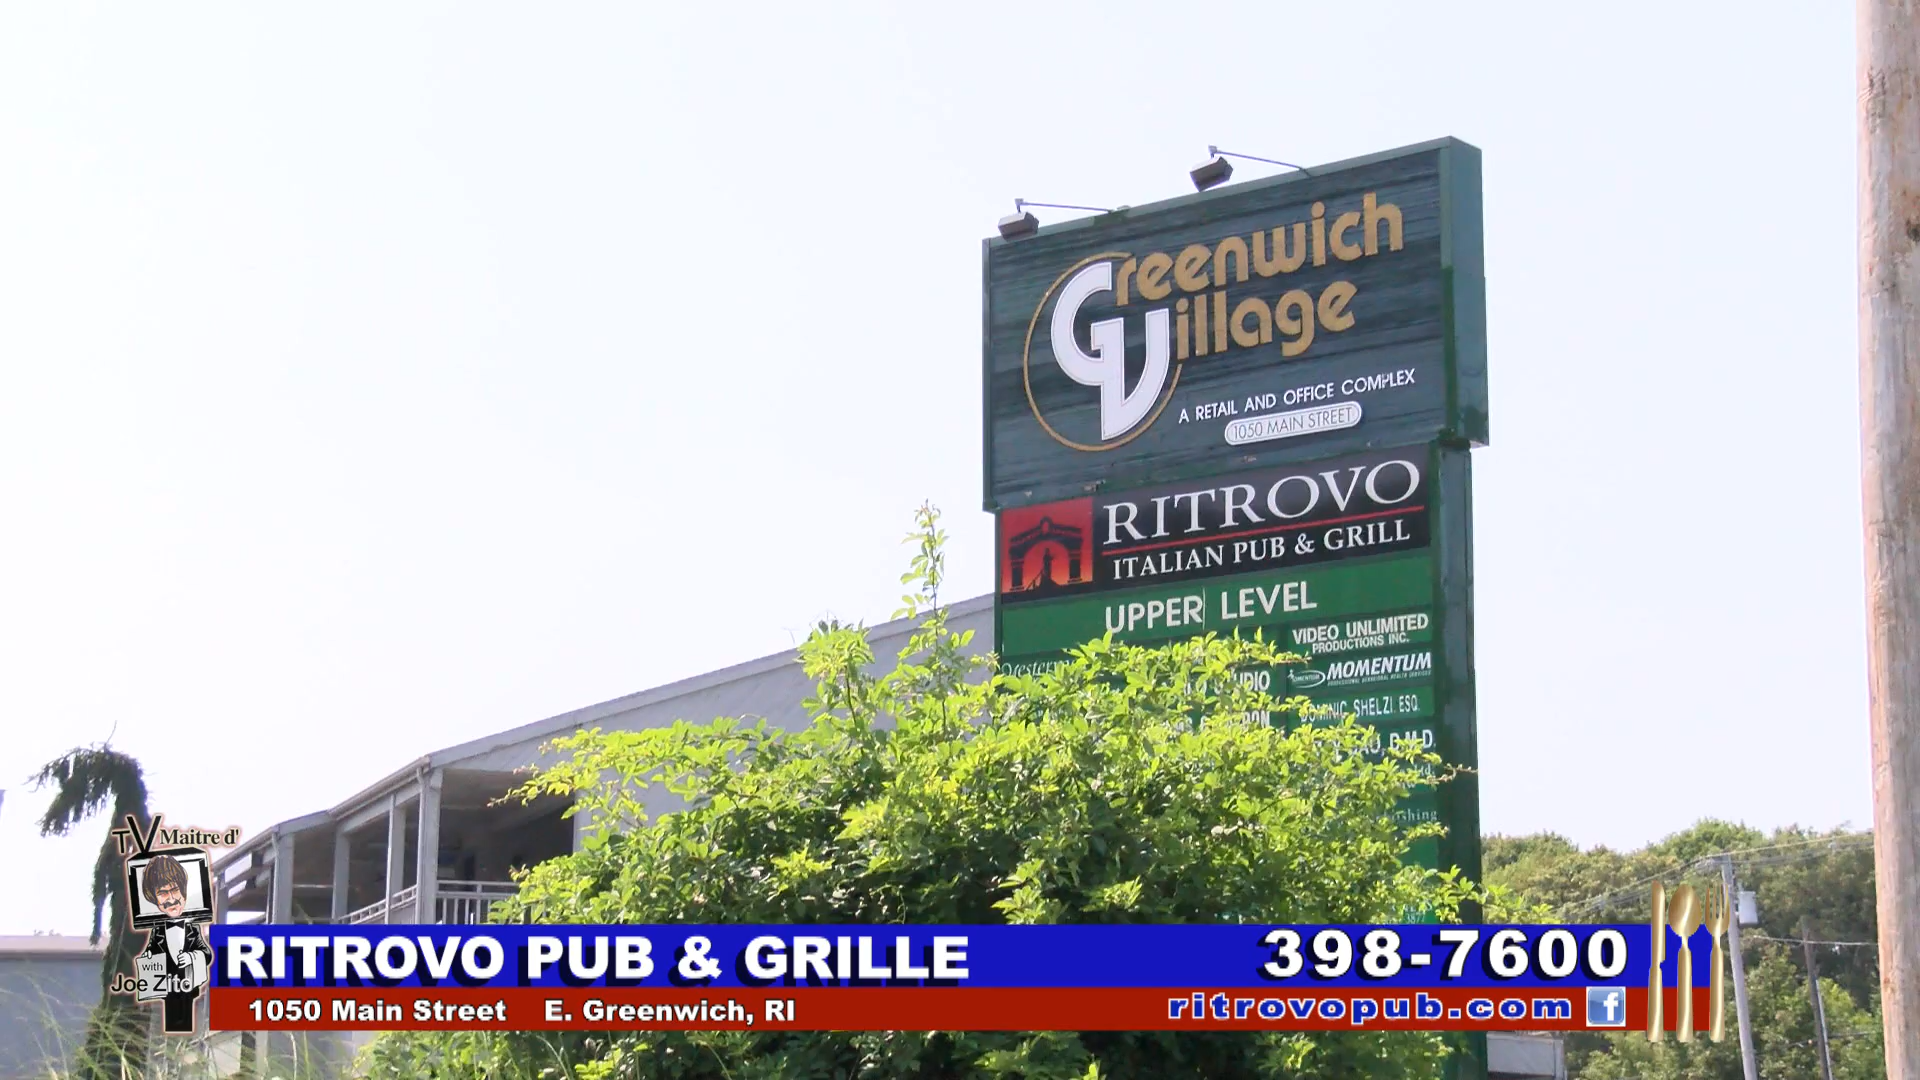 Greenwich
Village
GV
A RETAIL AND OFFICE COMPLEX
1050 MAIN STREET
RITROVO
ITALIAN PUB & GRILL
UPPER LEVEL
VIDEO UNLIMITED
PRODUCTIONS INC.
MOMENTUM
DOMINIC SHELZI ESQ.
D.M.D.
TV Maitre d'
with
Joe Zito
RITROVO PUB & GRILLE
398-7600
1050 Main Street E. Greenwich, RI
ritrovopub.com f